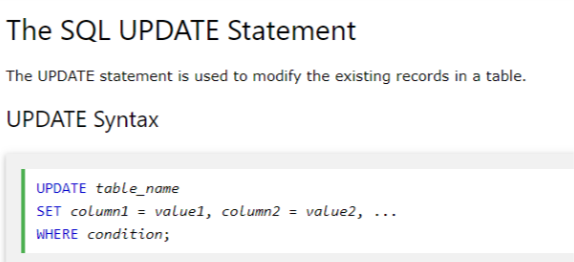 The SQL UPDATE Statement
The UPDATE statement is used to modify the existing records in a table.
UPDATE Syntax
UPDATE table_name
SET column1 = value1, column2 = value2, ...
WHERE condition;